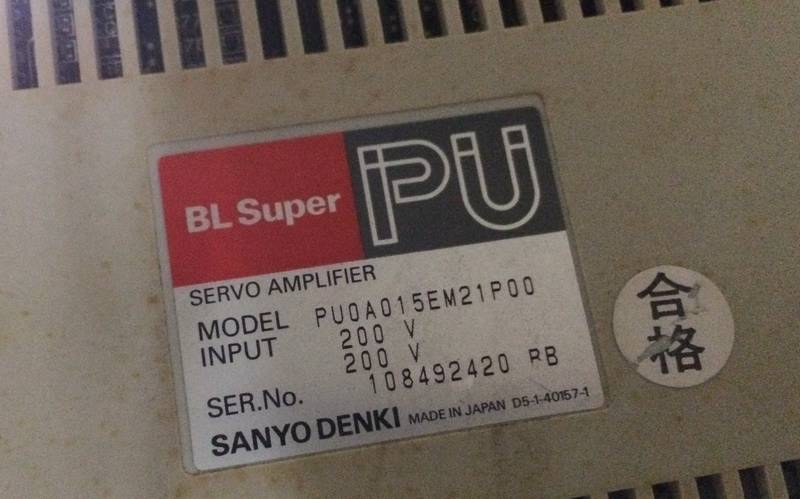 BL Super PU
SERVO AMPLIFIER
MODEL PU0A015EM21P00
INPUT 200 V
200 V
SER.No. 108492420 RB
SANYO DENKI MADE IN JAPAN D5-1-40157-1
合格